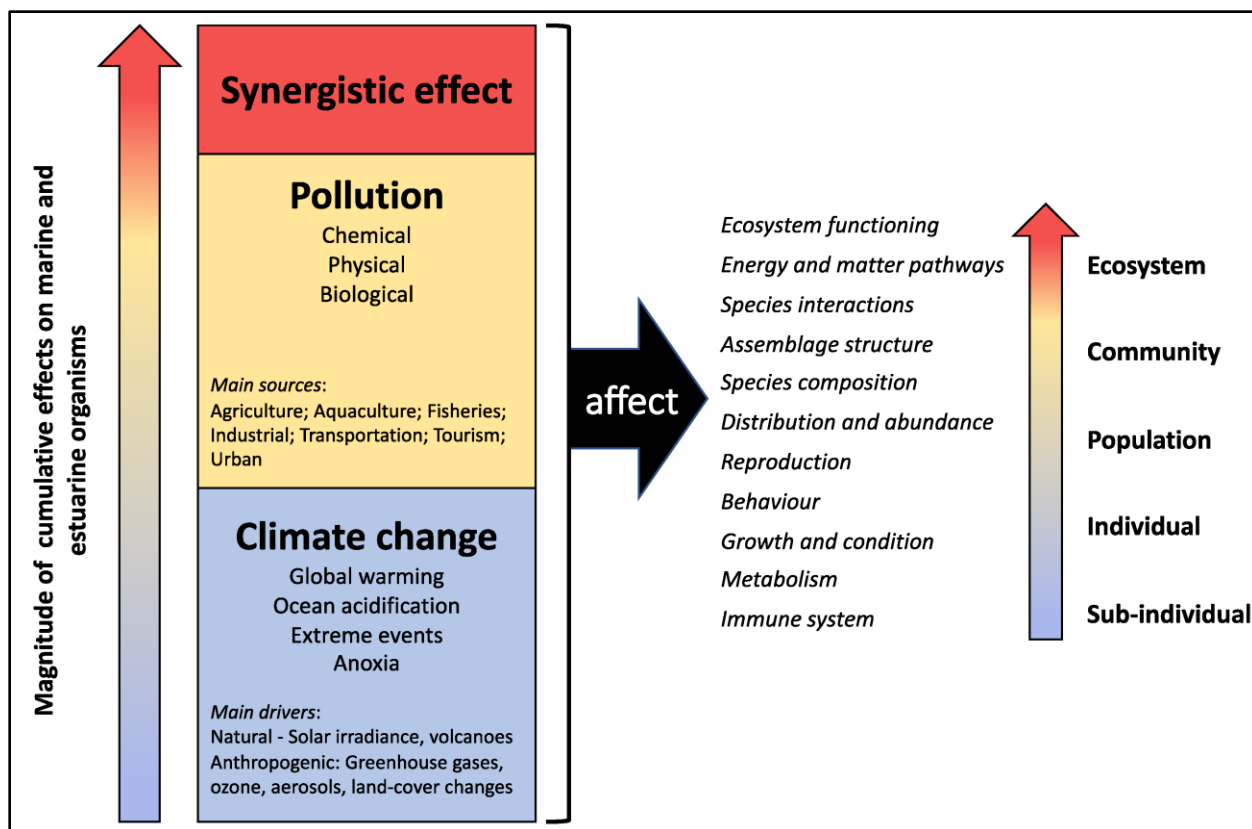 Magnitude of cumulative effects on marine and
estuarine organisms
Synergistic effect
Pollution
Chemical
Physical
Biological
Main sources:
Agriculture; Aquaculture; Fisheries;
Industrial; Transportation; Tourism;
Urban
Climate change
Global warming
Ocean acidification
Extreme events
Anoxia
Main drivers:
Natural - Solar irradiance, volcanoes
Anthropogenic: Greenhouse gases,
ozone, aerosols, land-cover changes
affect
Ecosystem functioning
Energy and matter pathways
Species interactions
Assemblage structure
Species composition
Distribution and abundance
Reproduction
Behaviour
Growth and condition
Metabolism
Immune system
Ecosystem
Community
Population
Individual
Sub-individual